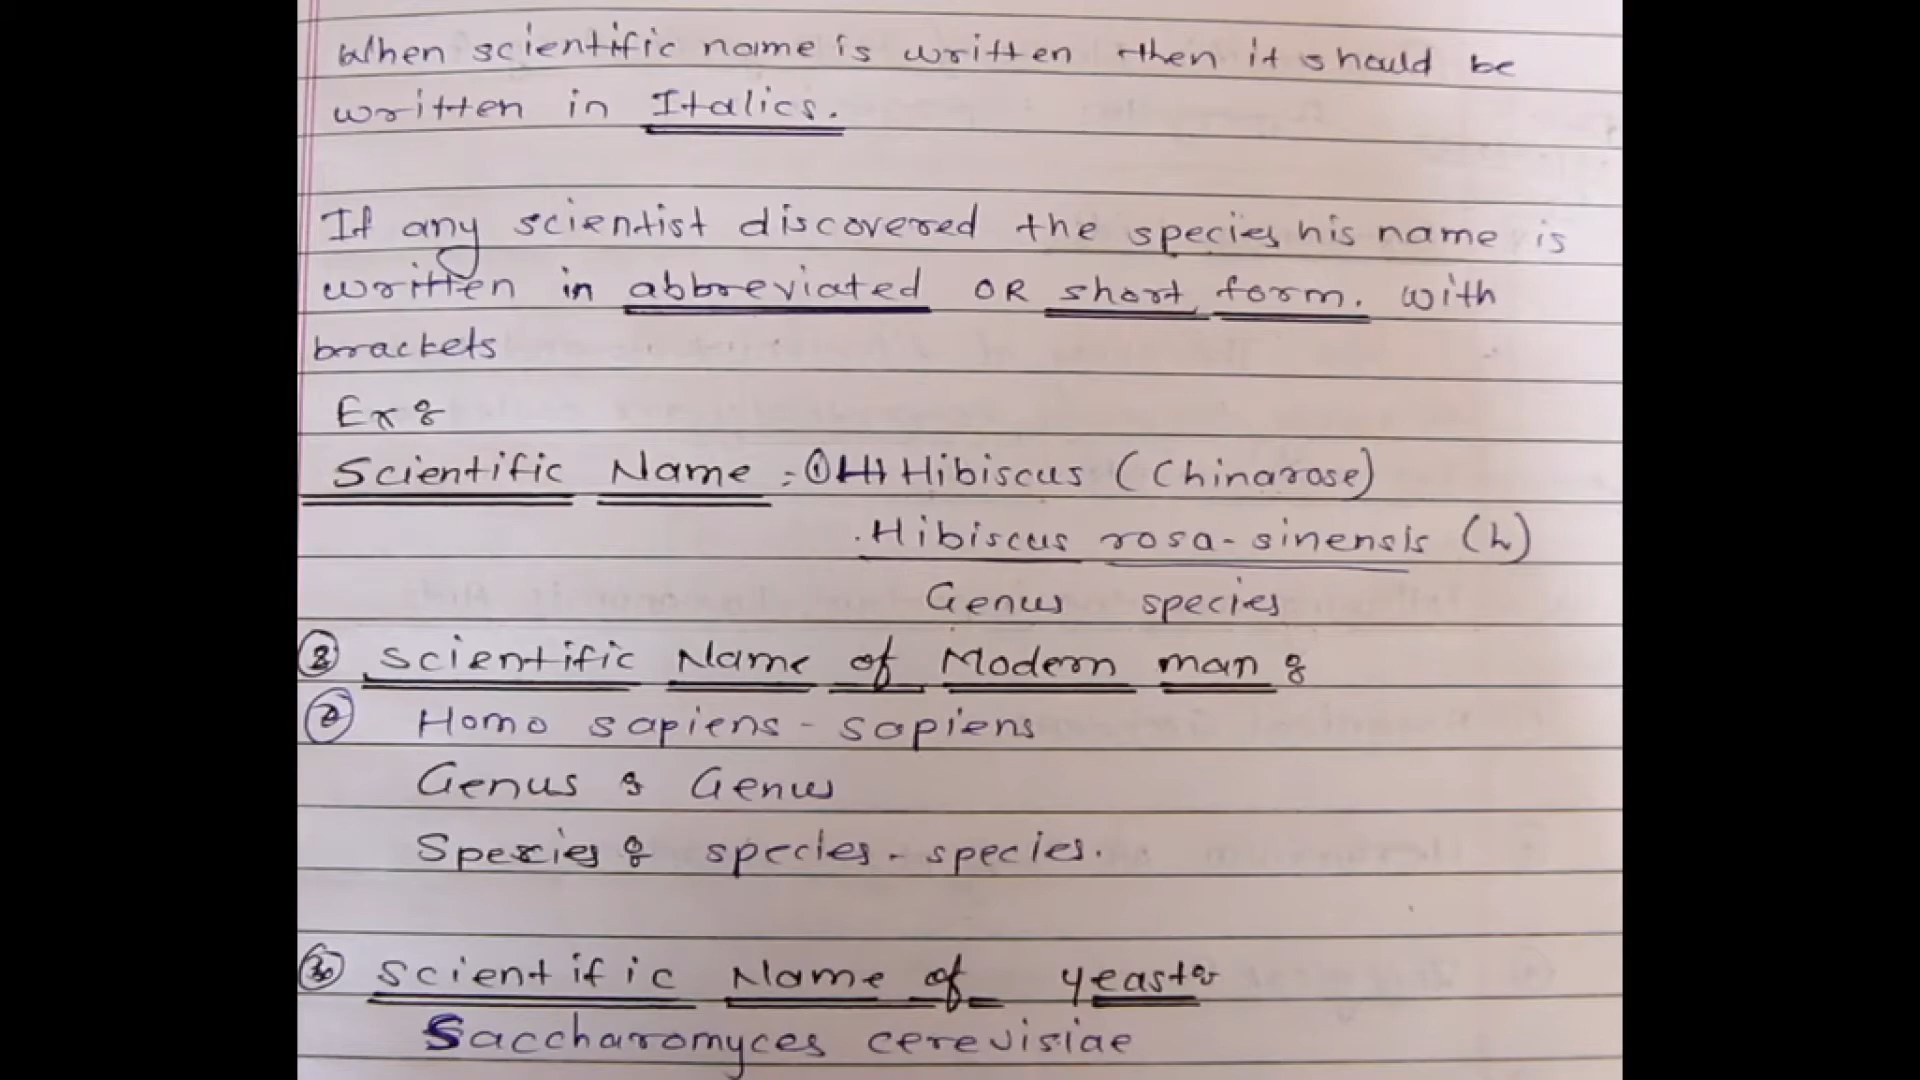 When scientific name is written then it should be
written in Italics.
If any scientist discovered the species his name is
written in abbreviated OR short form. with
brackets
Ex :
Scientific Name :- ① Hibiscus (Chinarose)
Hibiscus rosa-sinensis (L)
Genus species
② Scientific Name of Modern man :
② Homo sapiens - sapiens
Genus : Genus
Species : species - species.
③ Scientific Name of yeast :
Saccharomyces cerevisiae